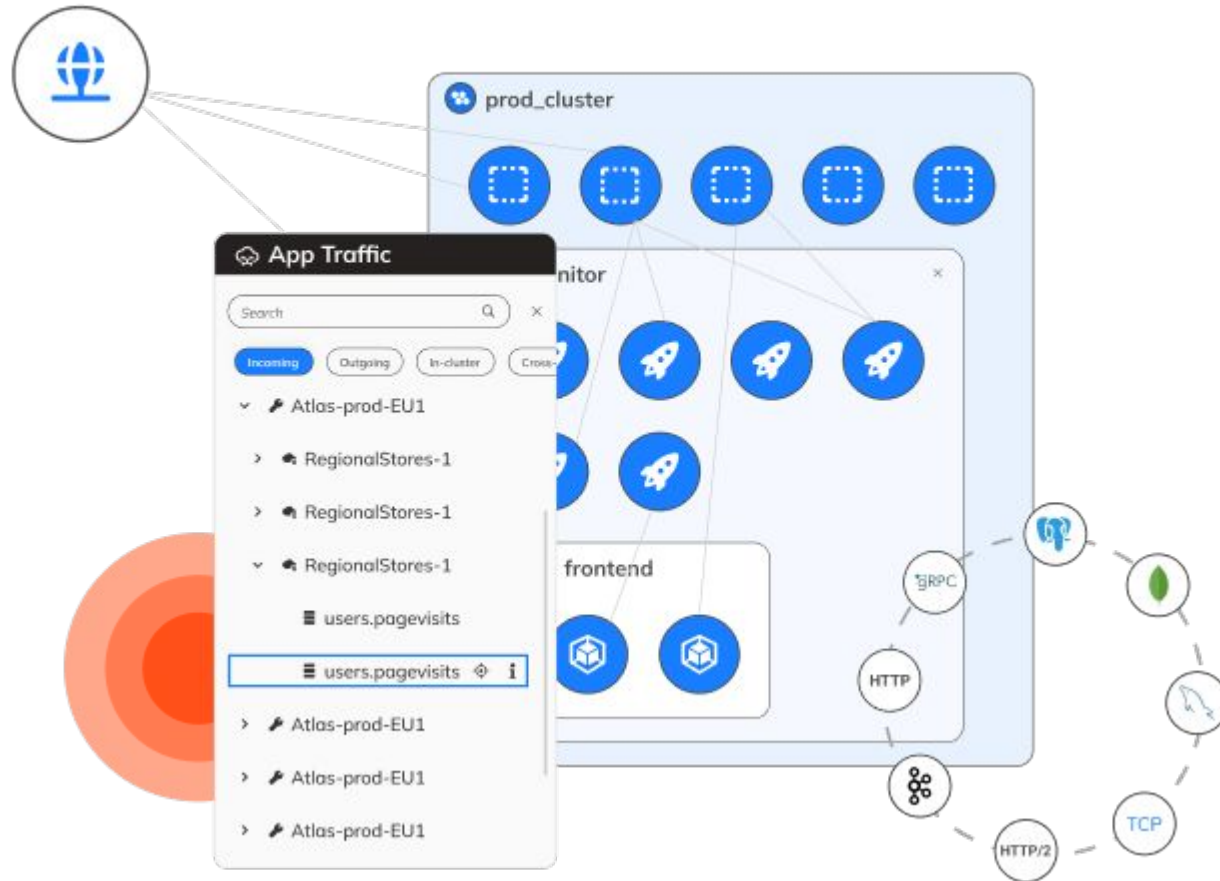 prod_cluster
App Traffic
nitor
Search
Incoming
Outgoing
In-cluster
Cross-
Atlas-prod-EU1
RegionalStores-1
RegionalStores-1
RegionalStores-1
users.pagevisits
users.pagevisits
Atlas-prod-EU1
Atlas-prod-EU1
Atlas-prod-EU1
frontend
gRPC
HTTP
TCP
HTTP/2